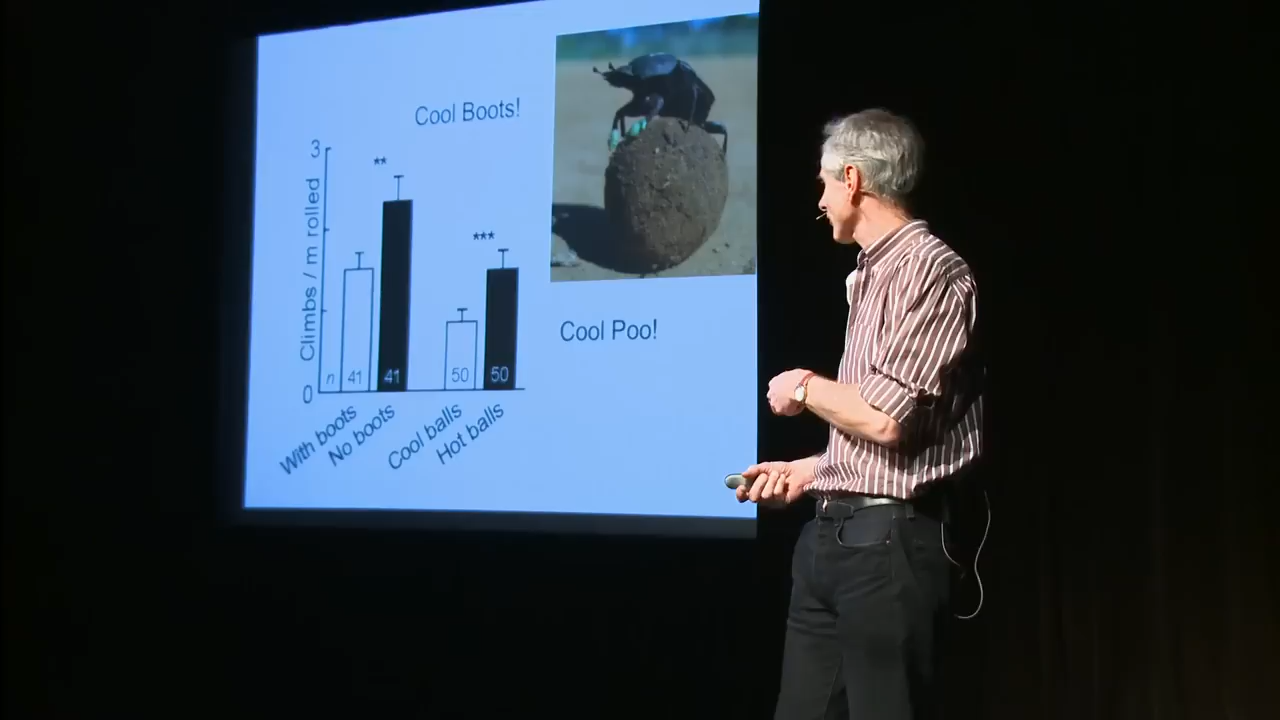 Cool Boots!
3
**
***
Climbs / m rolled
n 41 41 50 50
0
With boots
No boots
Cool balls
Hot balls
Cool Poo!